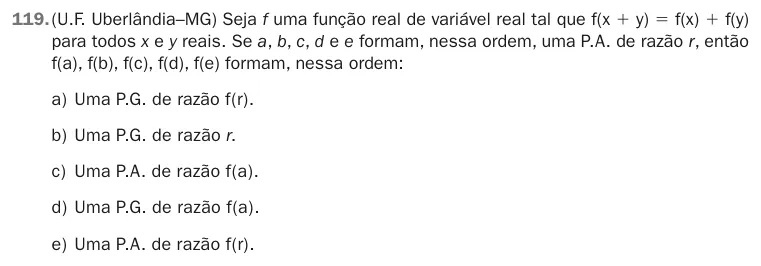 119. (U.F. Uberlândia–MG) Seja f uma função real de variável real tal que f(x + y) = f(x) + f(y)
para todos x e y reais. Se a, b, c, d e e formam, nessa ordem, uma P.A. de razão r, então
f(a), f(b), f(c), f(d), f(e) formam, nessa ordem:
a) Uma P.G. de razão f(r).
b) Uma P.G. de razão r.
c) Uma P.A. de razão f(a).
d) Uma P.G. de razão f(a).
e) Uma P.A. de razão f(r).